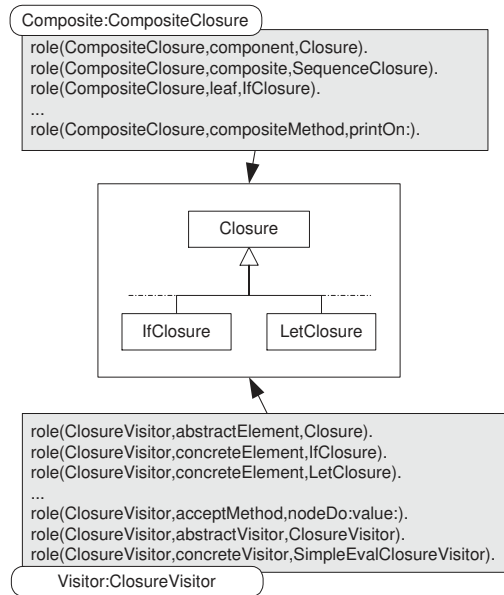 Composite:CompositeClosure
role(CompositeClosure,component,Closure).
role(CompositeClosure,composite,SequenceClosure).
role(CompositeClosure,leaf,IfClosure).
...
role(CompositeClosure,compositeMethod,printOn:).
Closure
IfClosure
LetClosure
role(ClosureVisitor,abstractElement,Closure).
role(ClosureVisitor,concreteElement,IfClosure).
role(ClosureVisitor,concreteElement,LetClosure).
...
role(ClosureVisitor,acceptMethod,nodeDo:value:).
role(ClosureVisitor,abstractVisitor,ClosureVisitor).
role(ClosureVisitor,concreteVisitor,SimpleEvalClosureVisitor).
Visitor:ClosureVisitor